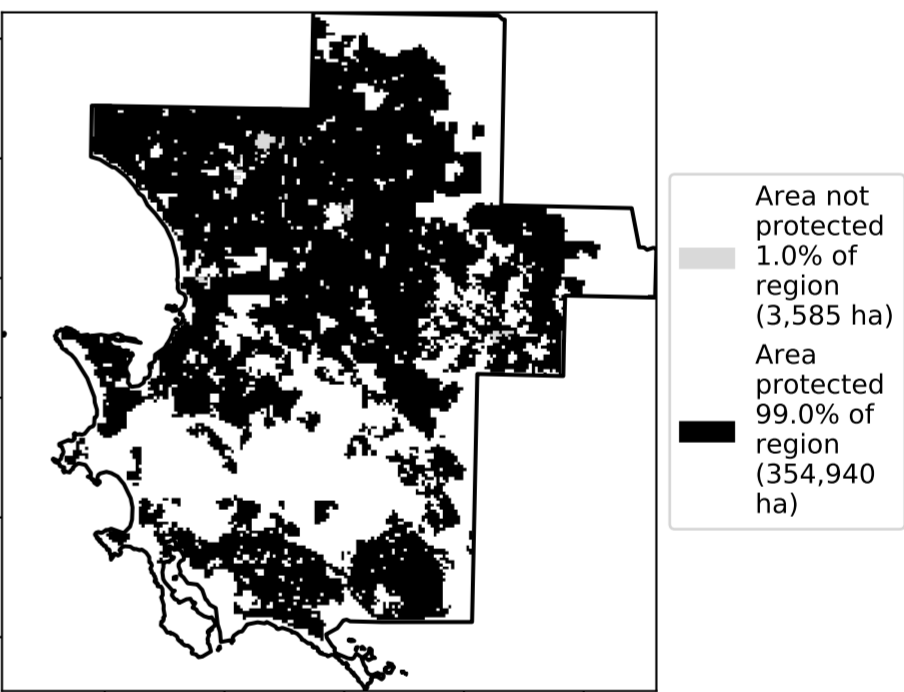 Area not
protected
1.0% of
region
(3,585 ha)
Area
protected
99.0% of
region
(354,940
ha)